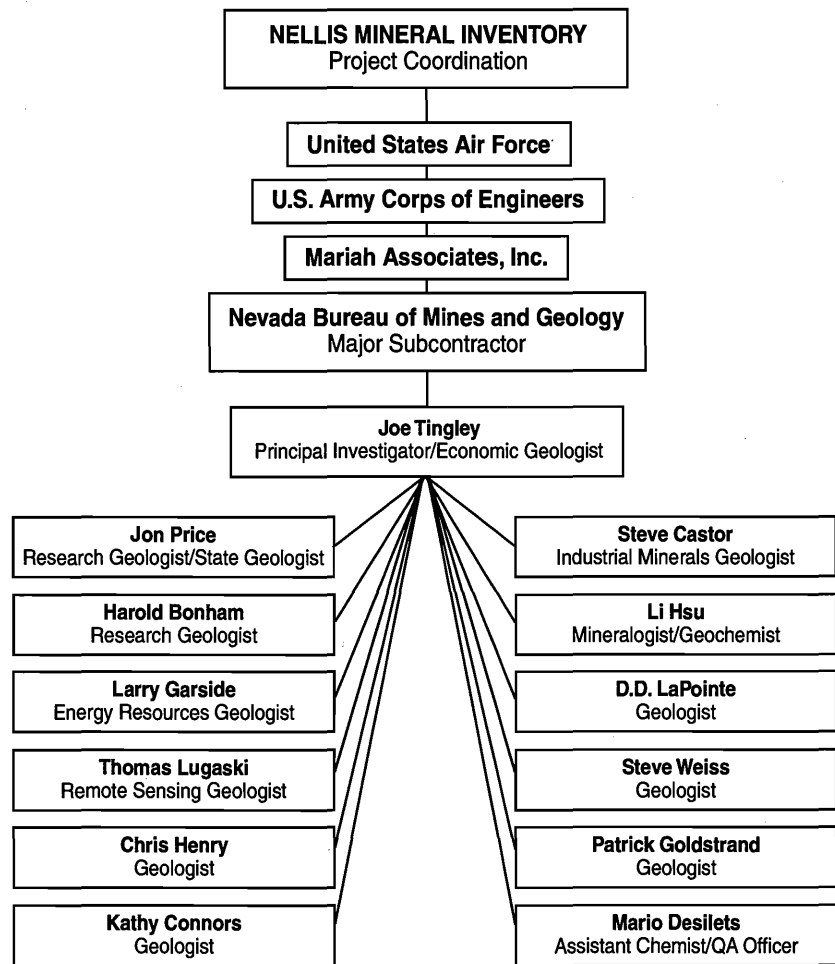 NELLIS MINERAL INVENTORY
Project Coordination
United States Air Force
U.S. Army Corps of Engineers
Mariah Associates, Inc.
Nevada Bureau of Mines and Geology
Major Subcontractor
Joe Tingley
Principal Investigator/Economic Geologist
Jon Price
Research Geologist/State Geologist
Harold Bonham
Research Geologist
Larry Garside
Energy Resources Geologist
Thomas Lugaski
Remote Sensing Geologist
Chris Henry
Geologist
Kathy Connors
Geologist
Steve Castor
Industrial Minerals Geologist
Li Hsu
Mineralogist/Geochemist
D.D. LaPointe
Geologist
Steve Weiss
Geologist
Patrick Goldstrand
Geologist
Mario Desilets
Assistant Chemist/QA Officer